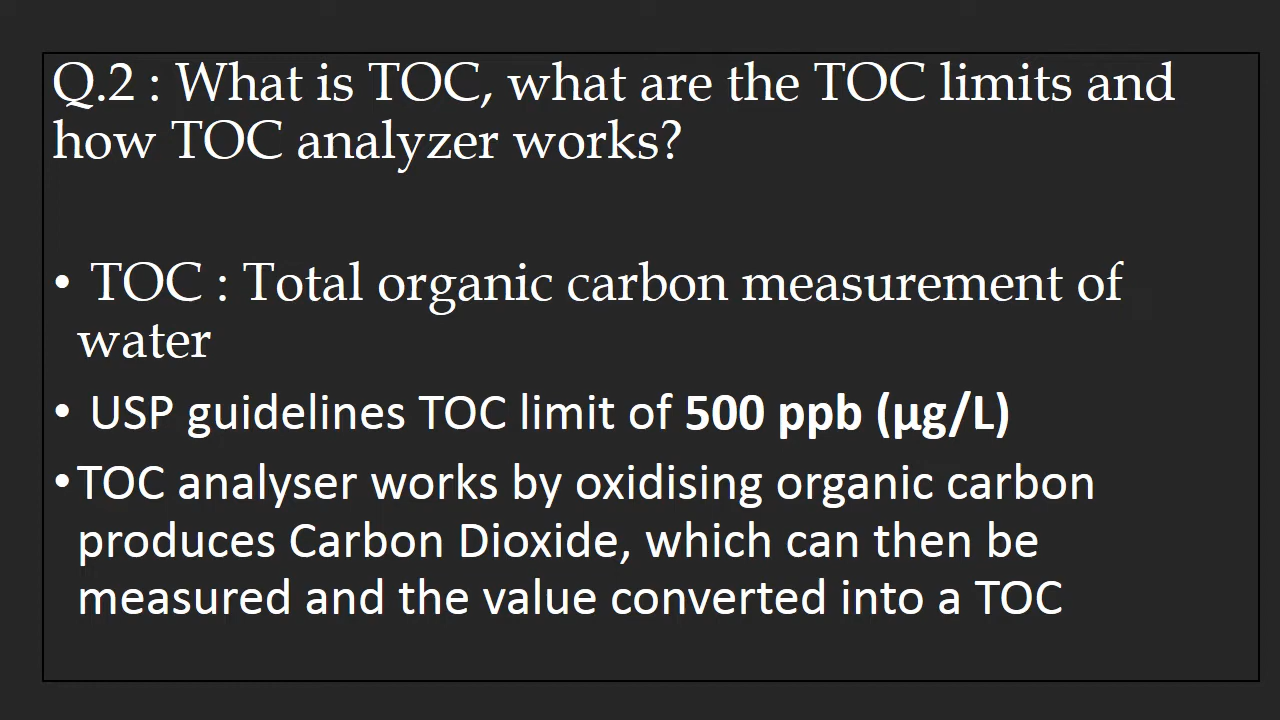 Q.2 : What is TOC, what are the TOC limits and
how TOC analyzer works?
• TOC : Total organic carbon measurement of
water
• USP guidelines TOC limit of 500 ppb (µg/L)
•TOC analyser works by oxidising organic carbon
produces Carbon Dioxide, which can then be
measured and the value converted into a TOC